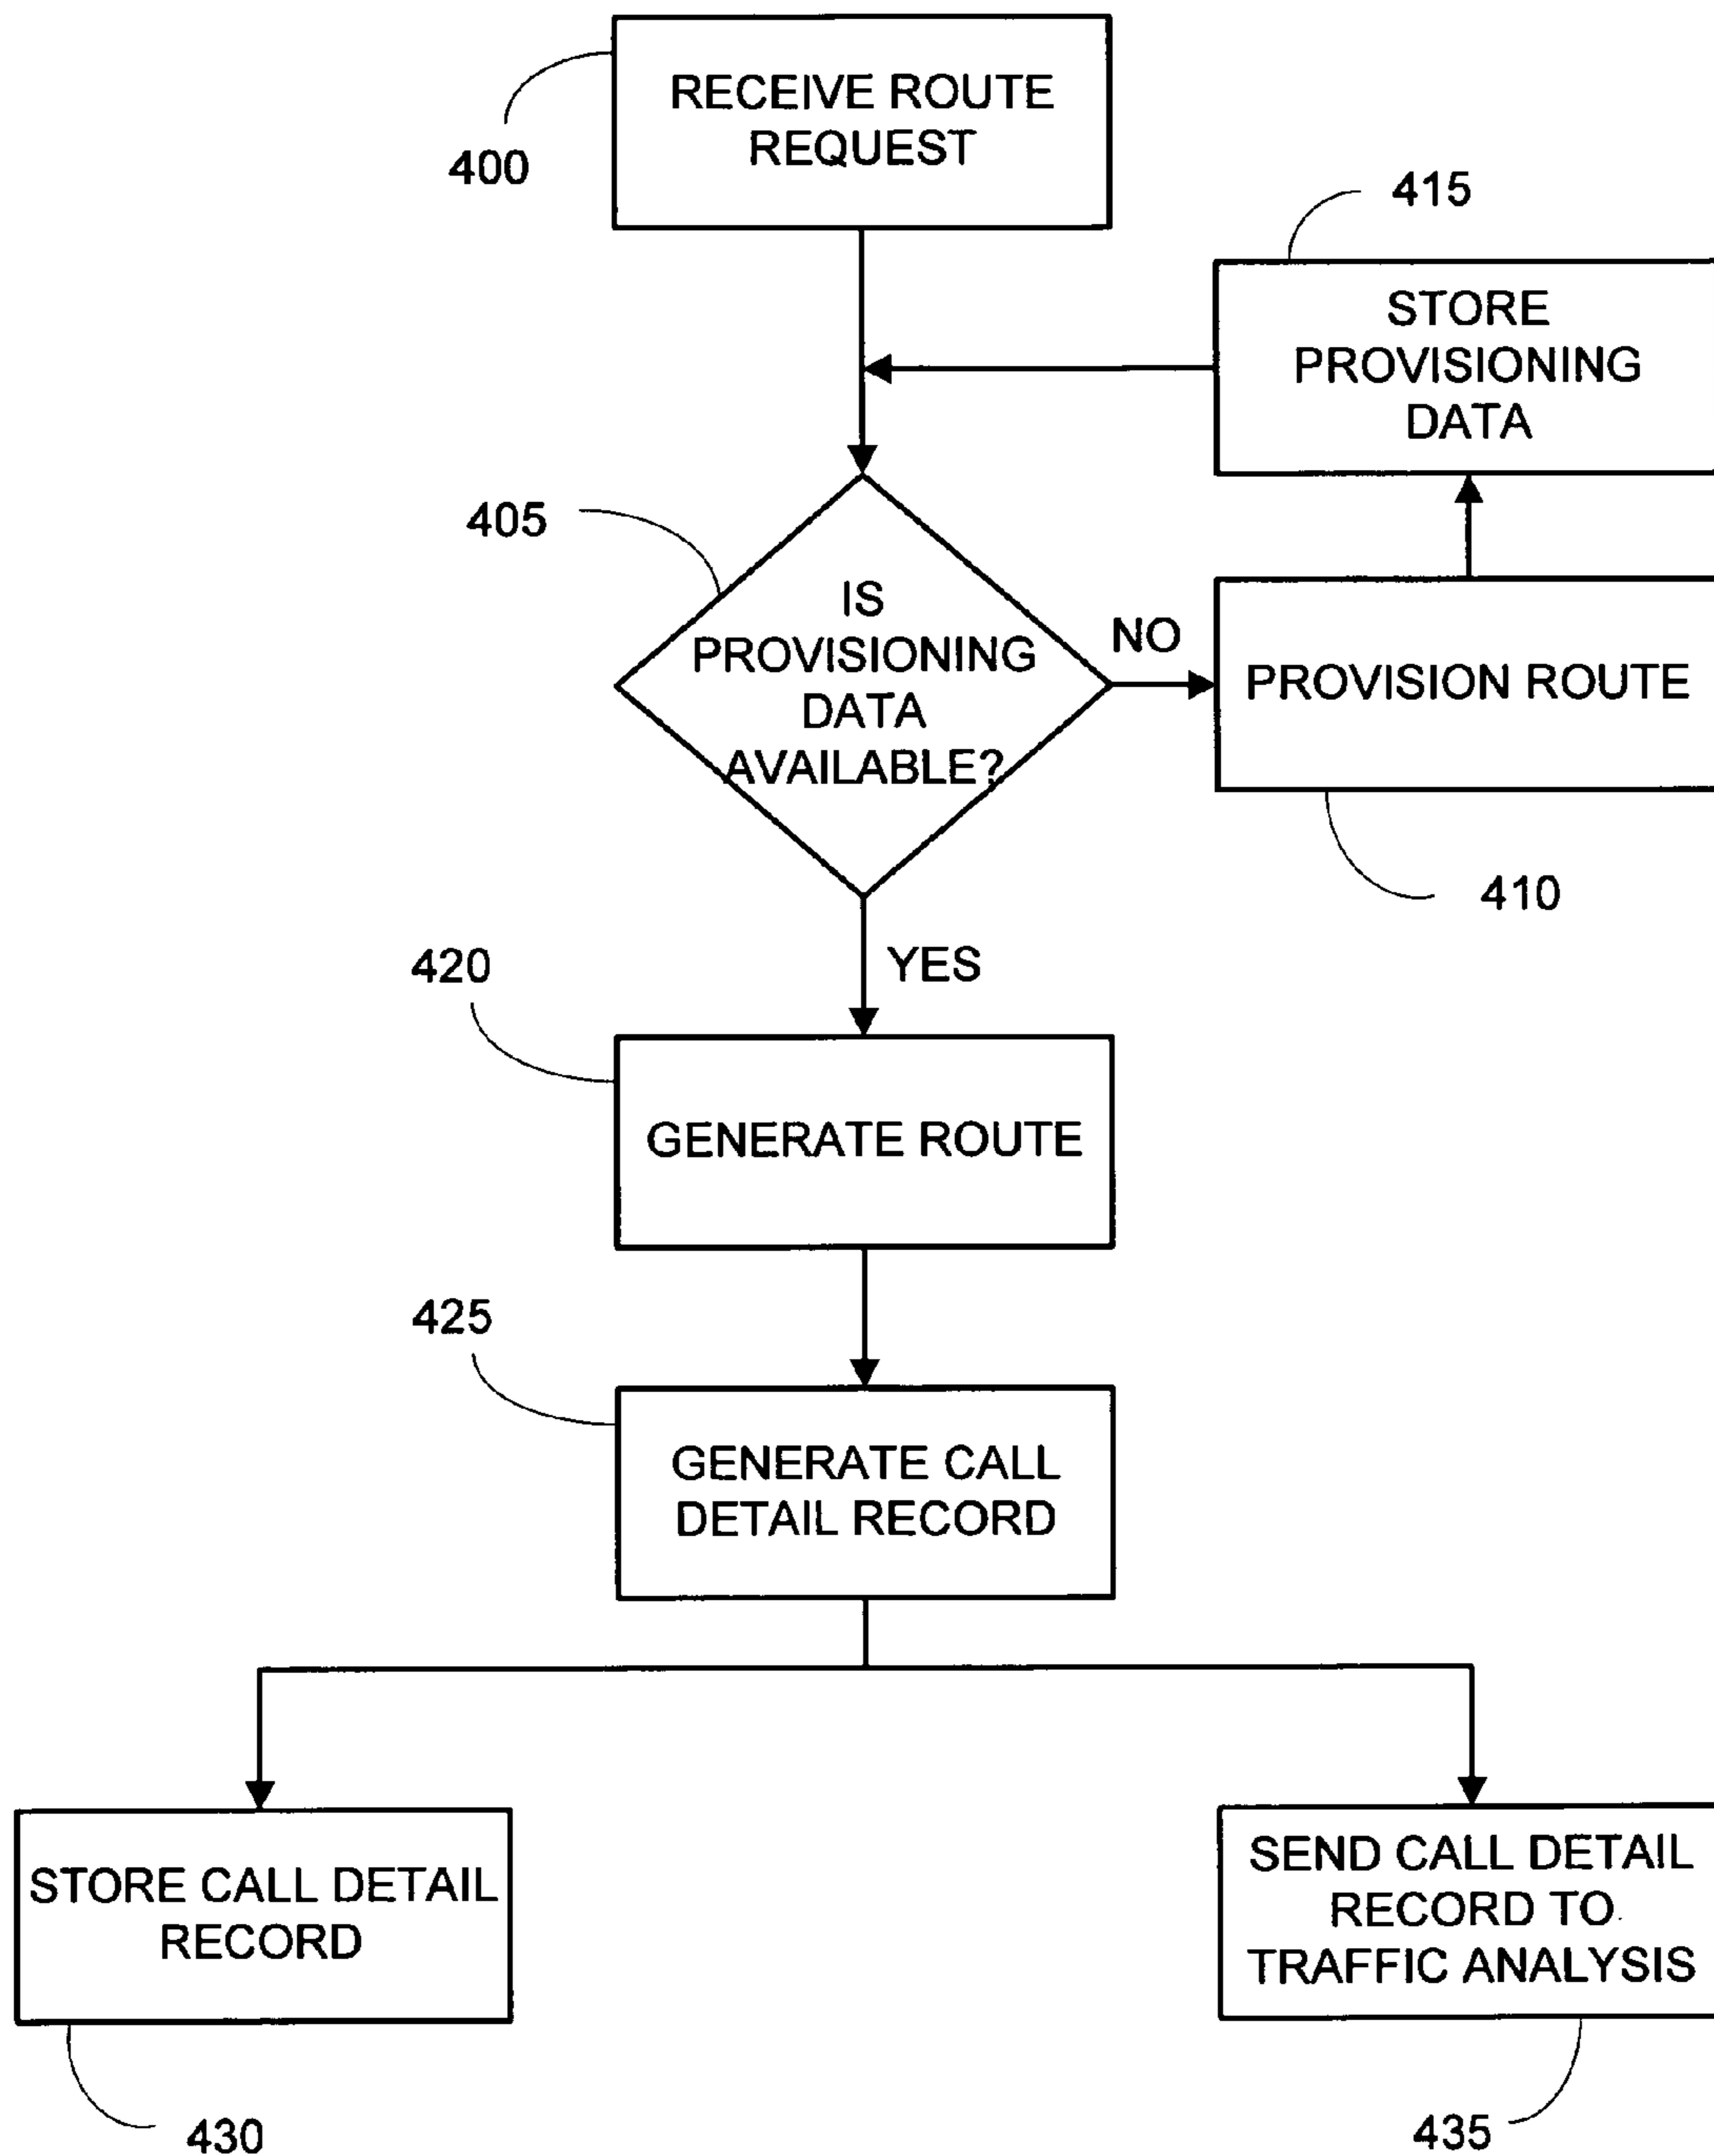 RECEIVE ROUTE
REQUEST
400
415
STORE
PROVISIONING
DATA
405
IS
PROVISIONING
DATA
AVAILABLE?
NO
PROVISION ROUTE
410
YES
420
GENERATE ROUTE
425
GENERATE CALL
DETAIL RECORD
STORE CALL DETAIL
RECORD
430
SEND CALL DETAIL
RECORD TO
TRAFFIC ANALYSIS
435